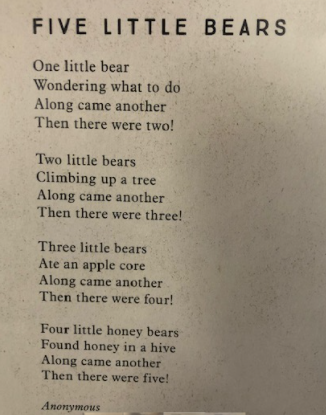 FIVE LITTLE BEARS
One little bear
Wondering what to do
Along came another
Then there were two!
Two little bears
Climbing up a tree
Along came another
Then there were three!
Three little bears
Ate an apple core
Along came another
Then there were four!
Four little honey bears
Found honey in a hive
Along came another
Then there were five!
Anonymous